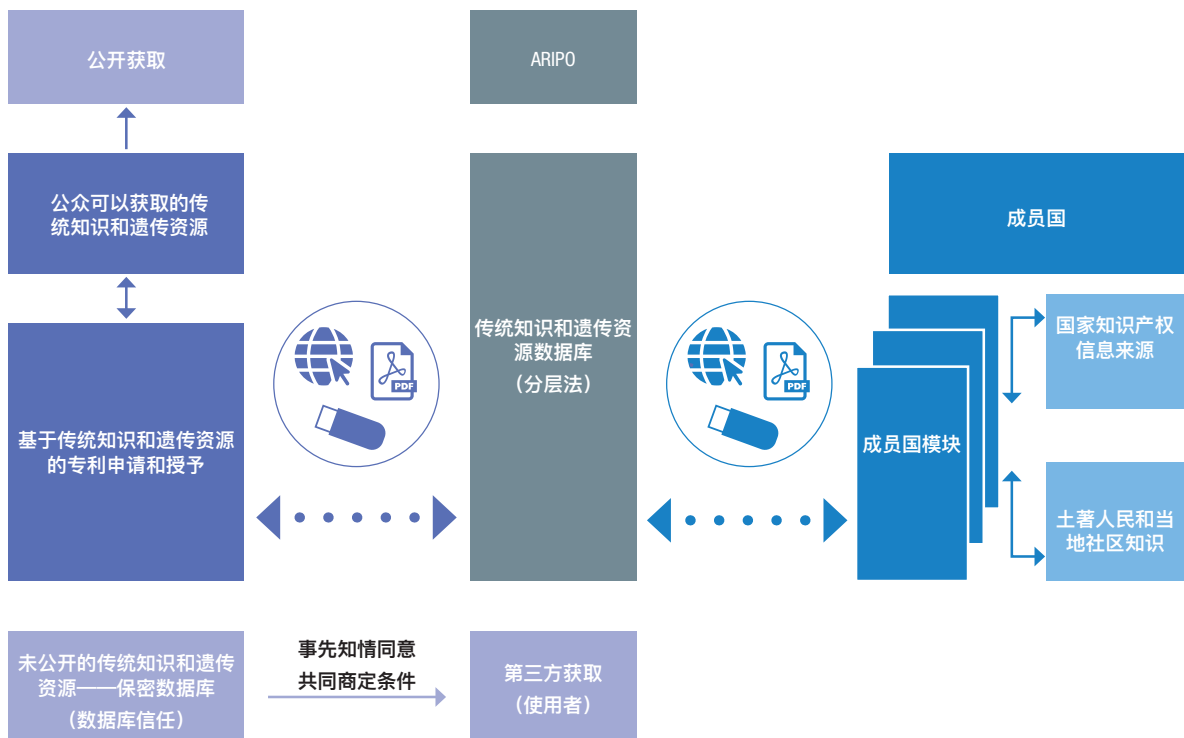 公开获取
ARIPO
公众可以获取的传
统知识和遗传资源
成员国
基于传统知识和遗传资源
的专利申请和授予
PDF
传统知识和遗传资
源数据库
（分层法）
PDF
成员国模块
国家知识产权
信息来源
土著人民和当
地社区知识
未公开的传统知识和遗传
资源——保密数据库
（数据库信任）
事先知情同意
共同商定条件
第三方获取
（使用者）